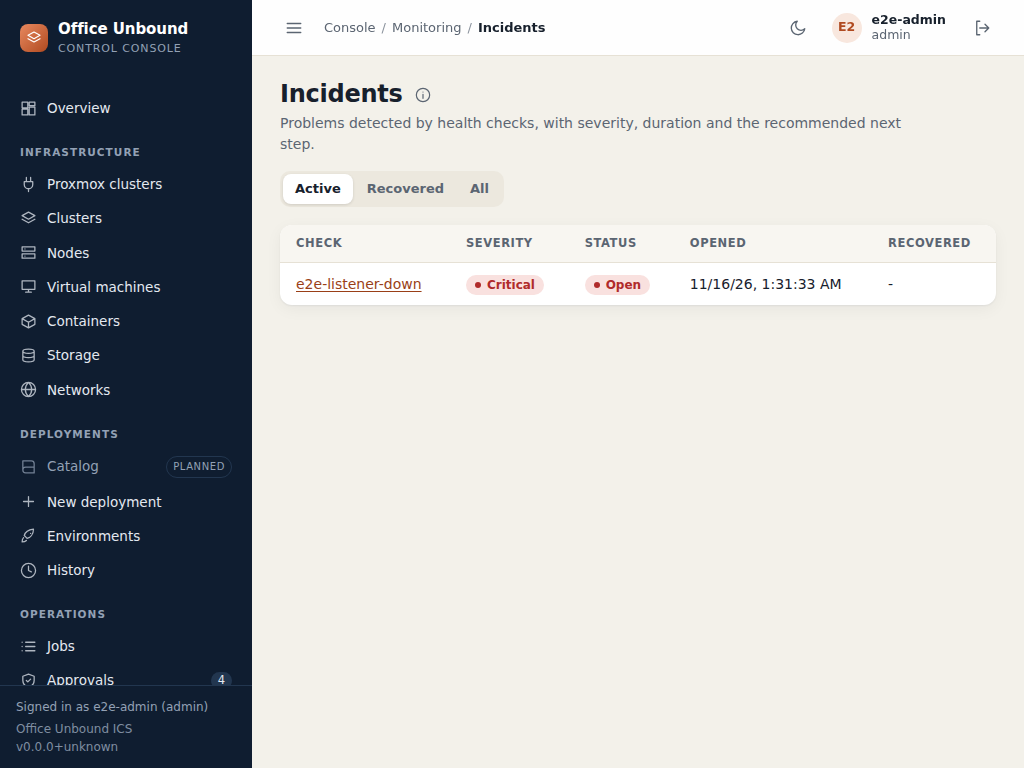 Office Unbound
CONTROL CONSOLE
Overview
INFRASTRUCTURE
Proxmox clusters
Clusters
Nodes
Virtual machines
Containers
Storage
Networks
DEPLOYMENTS
Catalog PLANNED
New deployment
Environments
History
OPERATIONS
Jobs
Approvals 4
Signed in as e2e-admin (admin)
Office Unbound ICS
v0.0.0+unknown
Console / Monitoring / Incidents
E2 e2e-admin
admin
Incidents
Problems detected by health checks, with severity, duration and the recommended next
step.
Active Recovered All
CHECK SEVERITY STATUS OPENED RECOVERED
e2e-listener-down Critical Open 11/16/26, 1:31:33 AM -